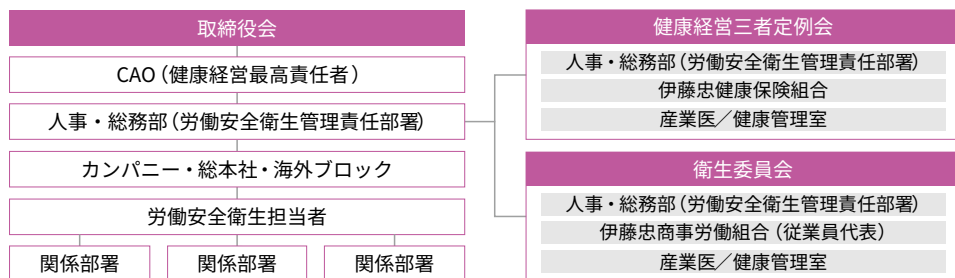 取締役会
CAO（健康経営最高責任者）
人事・総務部（労働安全衛生管理責任部署）
カンパニー・総本社・海外ブロック
労働安全衛生担当者
関係部署
関係部署
関係部署
健康経営三者定例会
人事・総務部（労働安全衛生管理責任部署）
伊藤忠健康保険組合
産業医／健康管理室
衛生委員会
人事・総務部（労働安全衛生管理責任部署）
伊藤忠商事労働組合（従業員代表）
産業医／健康管理室